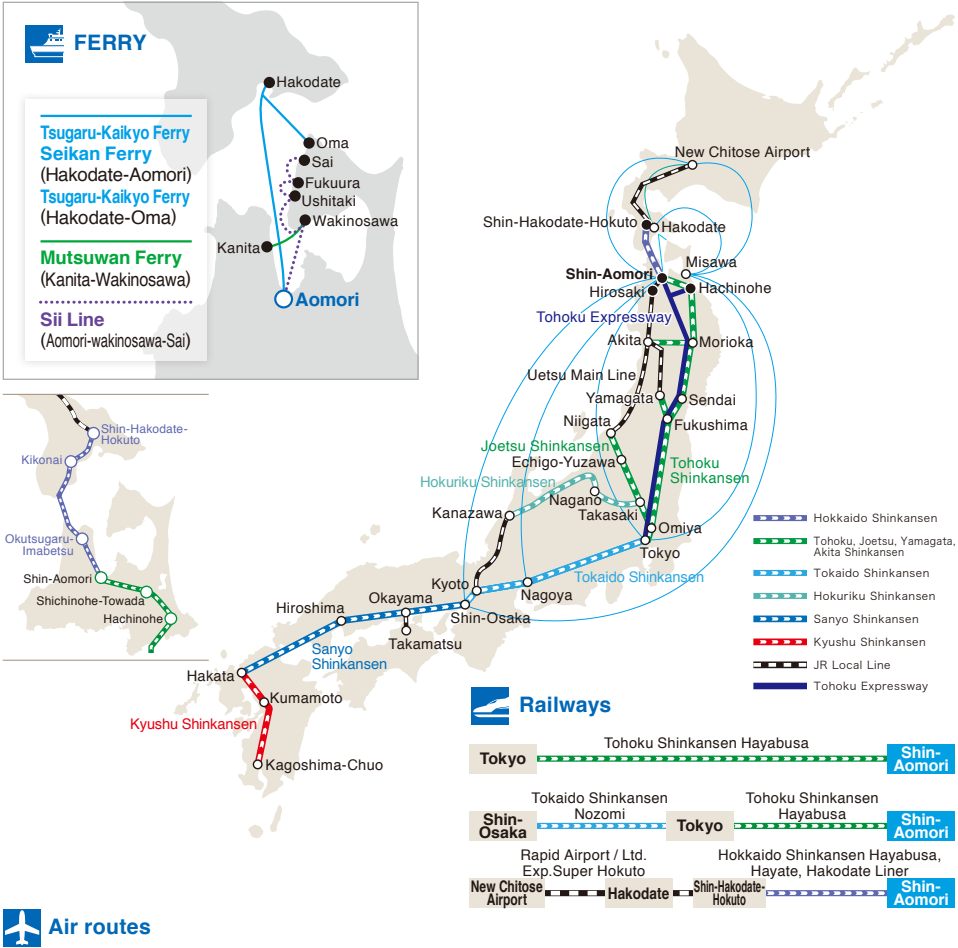 FERRY
Tsugaru-Kaikyo Ferry
Seikan Ferry
(Hakodate-Aomori)
Tsugaru-Kaikyo Ferry
(Hakodate-Oma)
Mutsuwan Ferry
(Kanita-Wakinosawa)
Sii Line
(Aomori-wakinosawa-Sai)
Hakodate
Oma
Sai
Fukuura
Ushitaki
Wakinosawa
Kanita
Aomori
Shin-Hakodate-
Hokuto
Kikonai
Okutsugaru-
Imabetsu
Shin-Aomori
Shichinohe-Towada
Hachinohe
New Chitose Airport
Shin-Hakodate-Hokuto
Hakodate
Misawa
Shin-Aomori
Hirosaki
Hachinohe
Tohoku Expressway
Akita
Morioka
Uetsu Main Line
Yamagata
Sendai
Niigata
Fukushima
Joetsu Shinkansen
Echigo-Yuzawa
Tohoku
Shinkansen
Hokuriku Shinkansen
Nagano
Takasaki
Kanazawa
Omiya
Tokyo
Tokaido Shinkansen
Kyoto
Nagoya
Okayama
Shin-Osaka
Hiroshima
Takamatsu
Sanyo
Shinkansen
Hakata
Kumamoto
Kyushu Shinkansen
Kagoshima-Chuo
Hokkaido Shinkansen
Tohoku, Joetsu, Yamagata,
Akita Shinkansen
Tokaido Shinkansen
Hokuriku Shinkansen
Sanyo Shinkansen
Kyushu Shinkansen
JR Local Line
Tohoku Expressway
Railways
Tohoku Shinkansen Hayabusa
Tokyo
Shin-
Aomori
Tokaido Shinkansen
Nozomi
Tohoku Shinkansen
Hayabusa
Shin-
Osaka
Tokyo
Shin-
Aomori
Rapid Airport / Ltd.
Exp.Super Hokuto
Hokkaido Shinkansen Hayabusa,
Hayate, Hakodate Liner
New Chitose
Airport
Hakodate
Shin-Hakodate-
Hokuto
Shin-
Aomori
Air routes